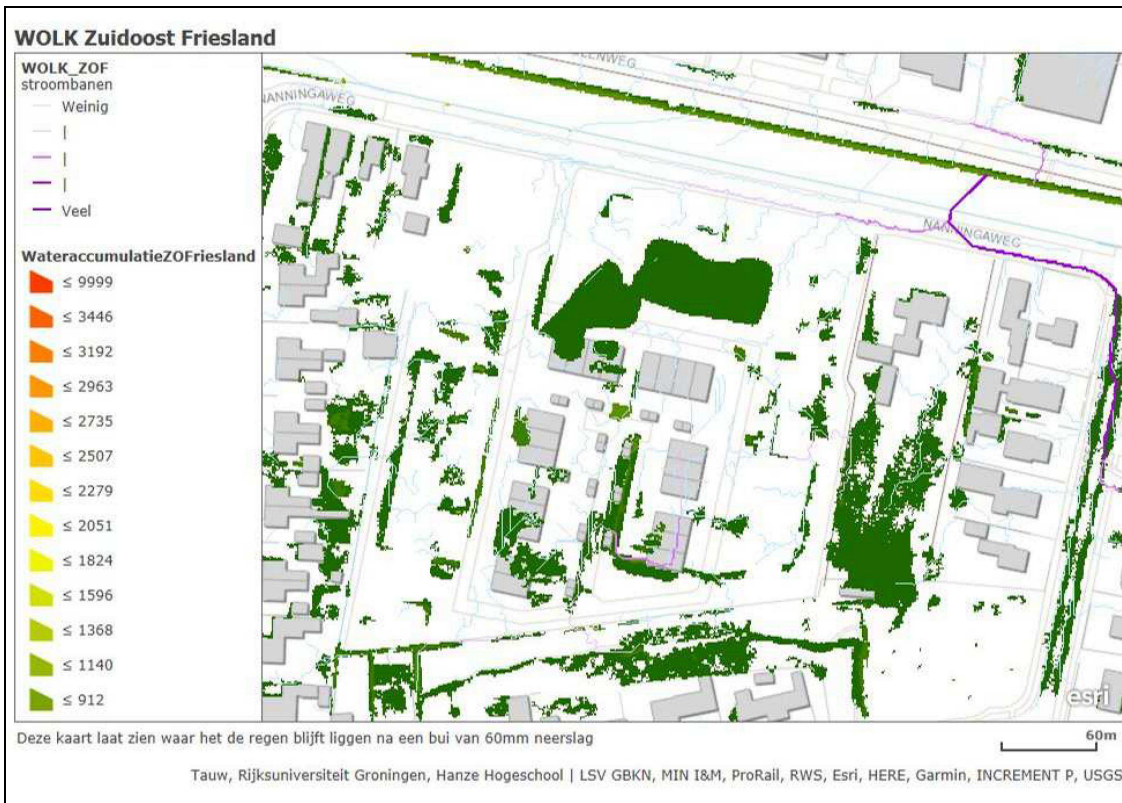 WOLK Zuidoost Friesland
WOLK_ZOF
stroombanen
Weinig
|
|
|
Veel
WateraccumulatieZOFriesland
≤ 9999
≤ 3446
≤ 3192
≤ 2963
≤ 2735
≤ 2507
≤ 2279
≤ 2051
≤ 1824
≤ 1596
≤ 1368
≤ 1140
≤ 912
NANNINGAWEG
NANNINGAWEG
esri
Deze kaart laat zien waar het de regen blijft liggen na een bui van 60mm neerslag
60m
Tauw, Rijksuniversiteit Groningen, Hanze Hogeschool | LSV GBKN, MIN I&M, ProRail, RWS, Esri, HERE, Garmin, INCREMENT P, USGS